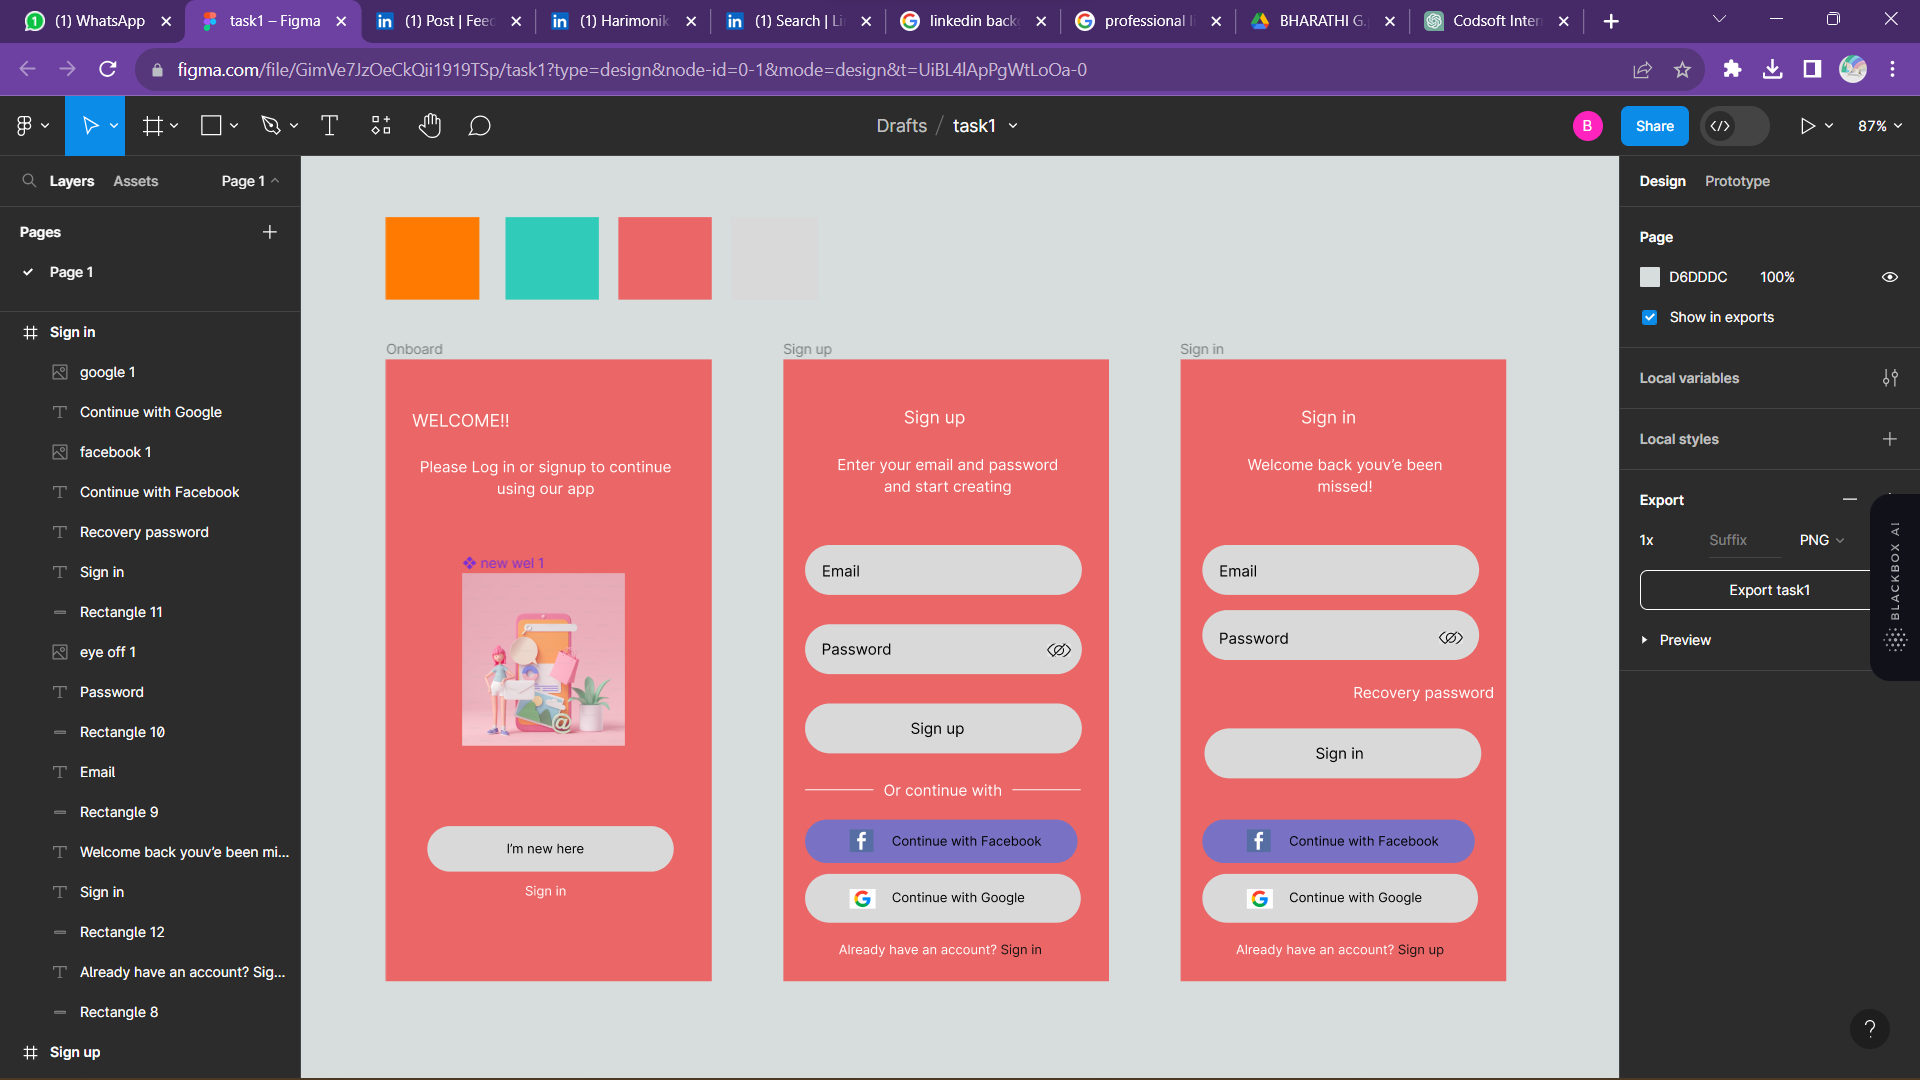 (1) WhatsApp
task1 – Figma
(1) Post | Feed
(1) Harimonik
(1) Search | Li
linkedin back
professional l
BHARATHI G.
Codsoft Inter
figma.com/file/GimVe7JzOeCkQii1919TSp/task1?type=design&node-id=0-1&mode=design&t=UiBL4lApPgWtLoOa-0
Drafts / task1
B
Share
87%
Layers
Assets
Page 1
Pages
Page 1
Sign in
google 1
Continue with Google
facebook 1
Continue with Facebook
Recovery password
Sign in
Rectangle 11
eye off 1
Password
Rectangle 10
Email
Rectangle 9
Welcome back youv’e been mi...
Sign in
Rectangle 12
Already have an account? Sig...
Rectangle 8
Sign up
Onboard
WELCOME!!
Please Log in or signup to continue
using our app
new wel 1
I’m new here
Sign in
Sign up
Sign up
Enter your email and password
and start creating
Email
Password
Sign up
Or continue with
f Continue with Facebook
G Continue with Google
Already have an account? Sign in
Sign in
Sign in
Welcome back youv’e been
missed!
Email
Password
Recovery password
Sign in
f Continue with Facebook
G Continue with Google
Already have an account? Sign up
Design
Prototype
Page
D6DDDC
100%
Show in exports
Local variables
Local styles
Export
1x
Suffix
PNG
Export task1
Preview
BLACKBOX AI
?